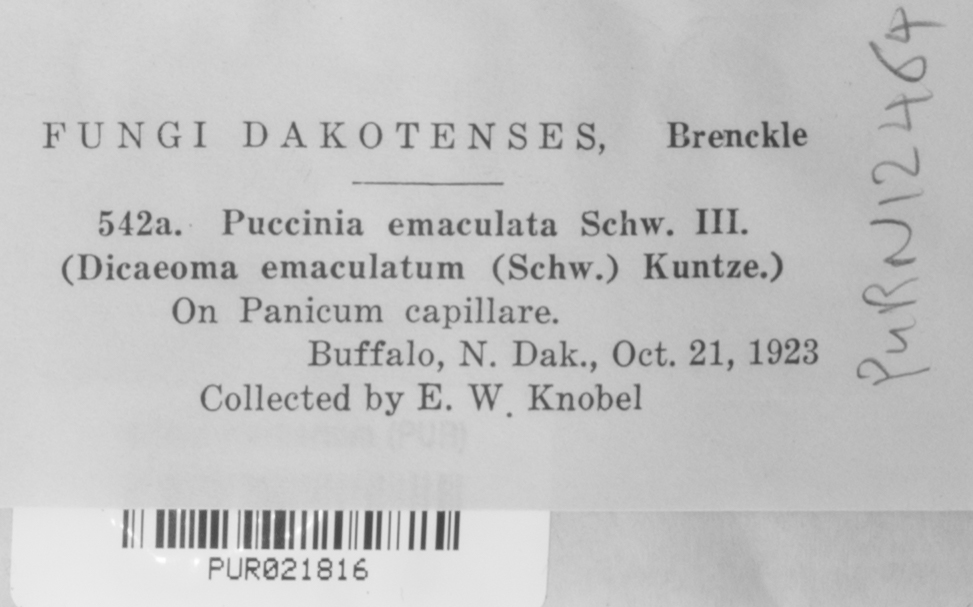 FUNGI DAKOTENSES, Brenckle
542a. Puccinia emaculata Schw. III.
(Dicaeoma emaculatum (Schw.) Kuntze.)
On Panicum capillare.
Buffalo, N. Dak., Oct. 21, 1923
Collected by E. W. Knobel
PURN12464
(PUR)
PUR021816